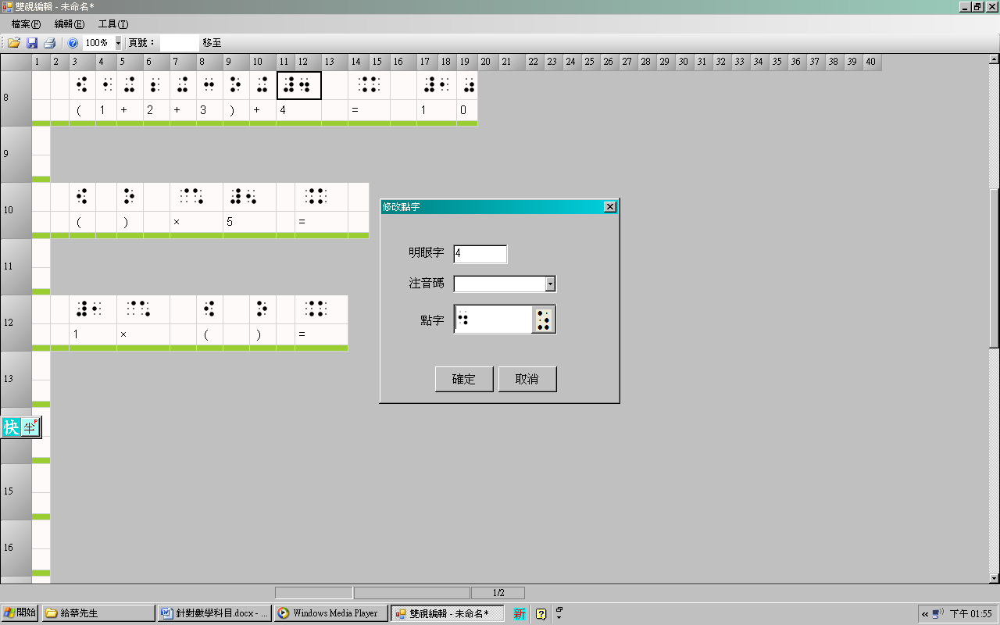 雙視編輯 - 未命名*
檔案(F) 編輯(E) 工具(T)
100% 頁號： 移至
1 2 3 4 5 6 7 8 9 10 11 12 13 14 15 16 17 18 19 20 21 22 23 24 25 26 27 28 29 30 31 32 33 34 35 36 37 38 39 40
8
⠪ ⠂ ⠬ ⠆ ⠬ ⠒ ⠕ ⠬ ⠼⠲ ⠨⠅ ⠼⠂ ⠴
( 1 + 2 + 3 ) + 4 = 1 0
9
10
( ) × 5 =
11
12
1 × ( ) =
13
15
16
修改點字
明眼字 4
注音碼
點字
確定 取消
快 半
1/2
開始 給蔡先生 針對數學科目.docx - ... Windows Media Player 雙視編輯 - 未命名* 新 « 下午 01:55